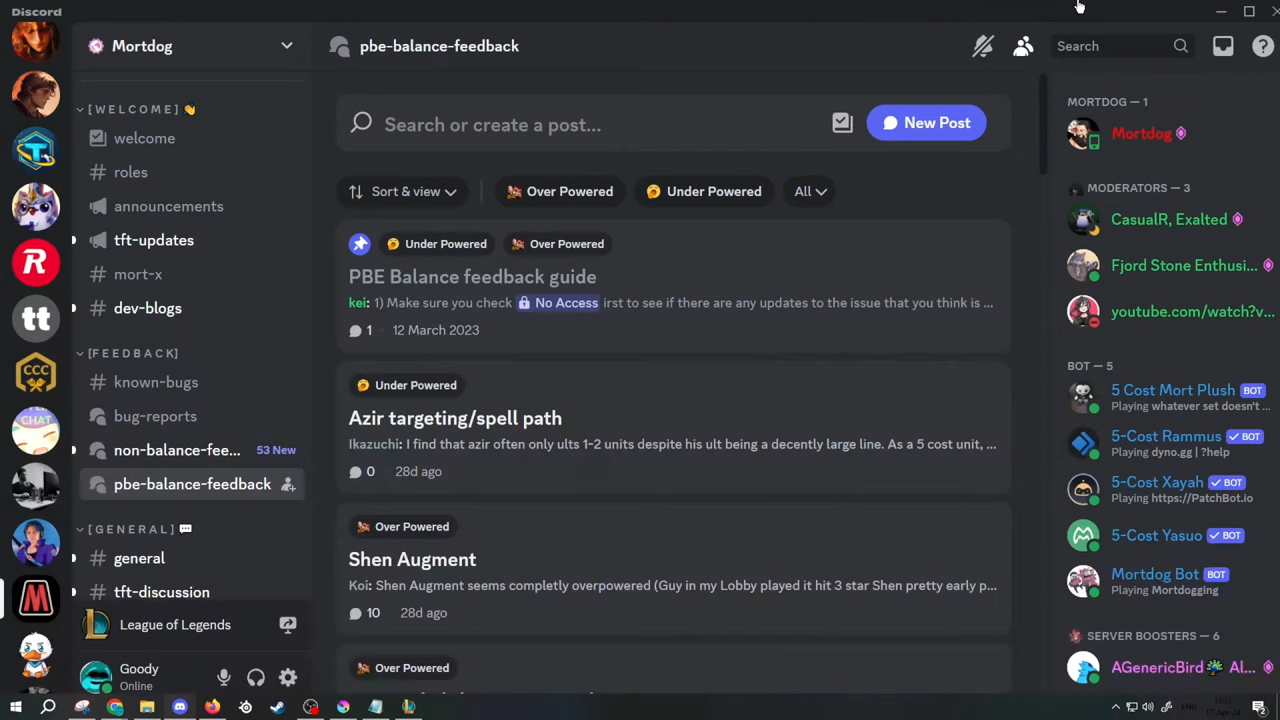 Discord
Mortdog
pbe-balance-feedback
Search
[WELCOME] 👋
welcome
roles
announcements
tft-updates
mort-x
dev-blogs
[FEEDBACK]
known-bugs
bug-reports
non-balance-fee... 53 New
pbe-balance-feedback
[GENERAL] 💬
general
tft-discussion
League of Legends
Goody
Online
Search or create a post...
New Post
Sort & view
Over Powered
Under Powered
All
Under Powered Over Powered
PBE Balance feedback guide
kei: 1) Make sure you check No Access irst to see if there are any updates to the issue that you think is ...
1 12 March 2023
Under Powered
Azir targeting/spell path
Ikazuchi: I find that azir often only ults 1-2 units despite his ult being a decently large line. As a 5 cost unit, ...
0 28d ago
Over Powered
Shen Augment
Koi: Shen Augment seems completly overpowered (Guy in my Lobby played it hit 3 star Shen pretty early p...
10 28d ago
Over Powered
MORTDOG — 1
Mortdog
MODERATORS — 3
CasualR, Exalted
Fjord Stone Enthusi...
youtube.com/watch?v...
BOT — 5
5 Cost Mort Plush BOT
Playing whatever set doesn't ...
5-Cost Rammus BOT
Playing dyno.gg | ?help
5-Cost Xayah BOT
Playing https://PatchBot.io
5-Cost Yasuo BOT
Mortdog Bot BOT
Playing Mortdogging
SERVER BOOSTERS — 6
AGenericBird Al...
T
R
tt
CCC
CHAT
M
ENG
2